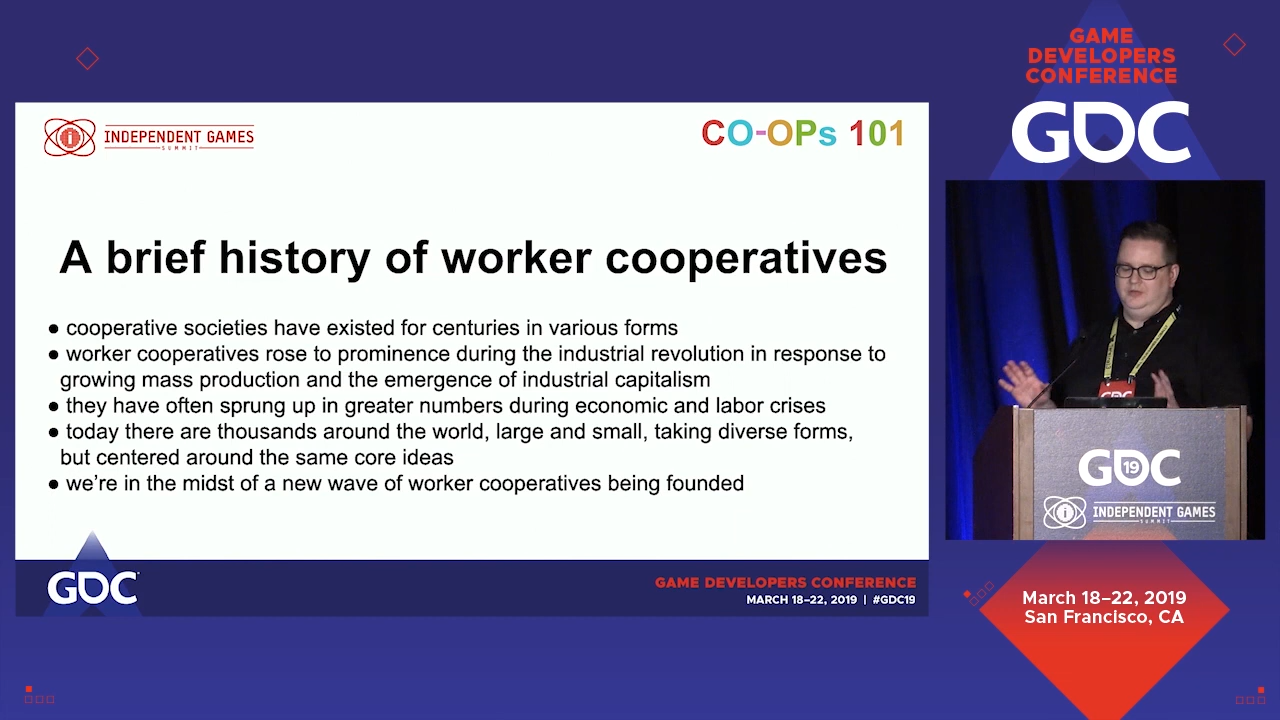 GAME
DEVELOPERS
CONFERENCE
GDC
INDEPENDENT GAMES
SUMMIT
CO-OPs 101
A brief history of worker cooperatives
● cooperative societies have existed for centuries in various forms
● worker cooperatives rose to prominence during the industrial revolution in response to
growing mass production and the emergence of industrial capitalism
● they have often sprung up in greater numbers during economic and labor crises
● today there are thousands around the world, large and small, taking diverse forms,
but centered around the same core ideas
● we’re in the midst of a new wave of worker cooperatives being founded
GDC
GAME DEVELOPERS CONFERENCE
MARCH 18–22, 2019 | #GDC19
GDC
GDC 19
INDEPENDENT GAMES
SUMMIT
March 18–22, 2019
San Francisco, CA